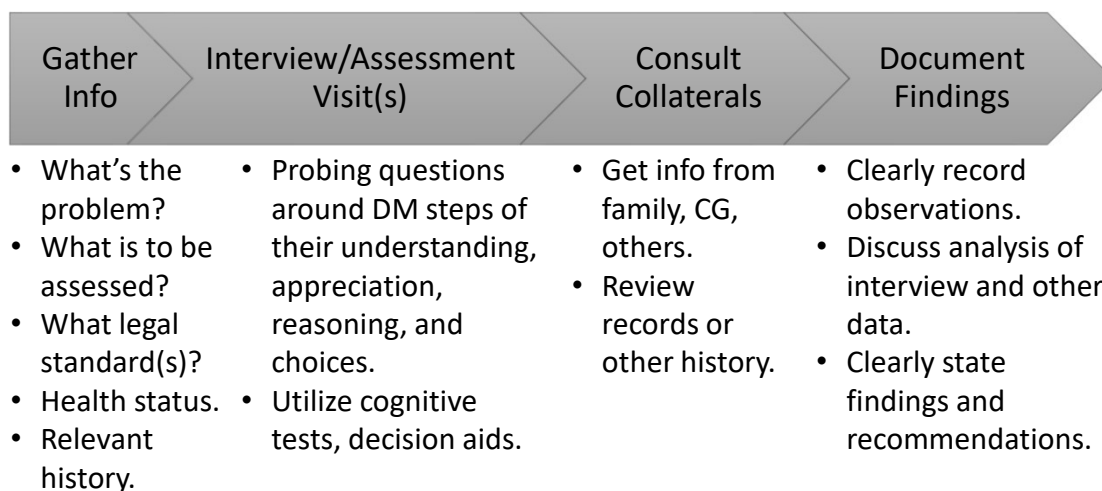 Gather
Info
Interview/Assessment
Visit(s)
Consult
Collaterals
Document
Findings
• What’s the
problem?
• What is to be
assessed?
• What legal
standard(s)?
• Health status.
• Relevant
history.
• Probing questions
around DM steps of
their understanding,
appreciation,
reasoning, and
choices.
• Utilize cognitive
tests, decision aids.
• Get info from
family, CG,
others.
• Review
records or
other history.
• Clearly record
observations.
• Discuss analysis of
interview and other
data.
• Clearly state
findings and
recommendations.